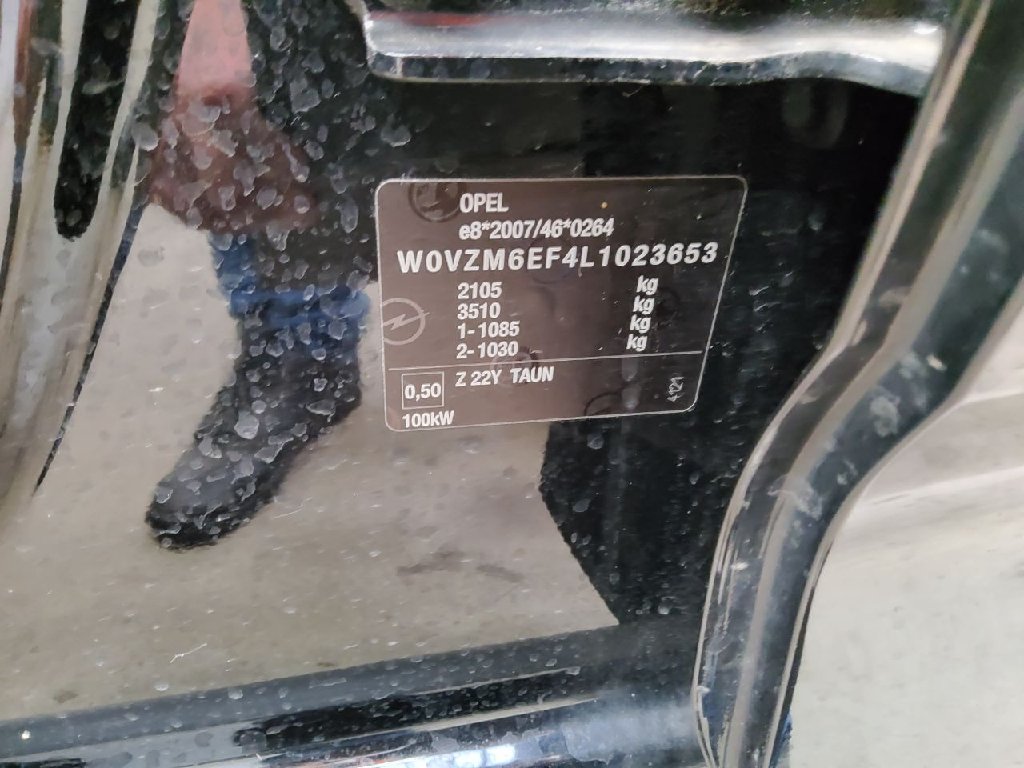 OPEL
e8*2007/46*0264
W0VZM6EF4L1023653
2105 kg
3510 kg
1-1085 kg
2-1030 kg
0,50 Z 22Y TAUN
100kW
4121